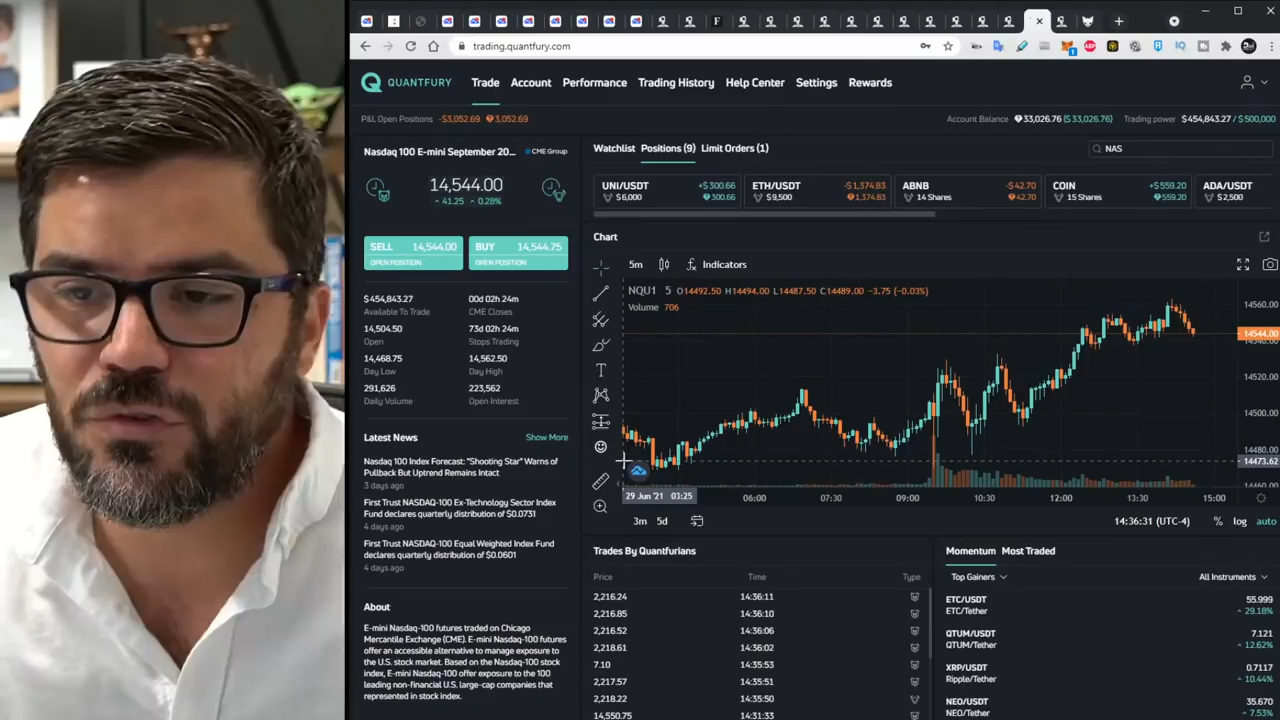 trading.quantfury.com
QUANTFURY
Trade
Account
Performance
Trading History
Help Center
Settings
Rewards
P&L Open Positions -$3,052.69 3,052.69
Account Balance 33,026.76 ($33,026.76) Trading power $454,843.27 / $500,000
Nasdaq 100 E-mini September 20... CME Group
14,544.00
41.25 0.28%
SELL 14,544.00
OPEN POSITION
BUY 14,544.75
OPEN POSITION
$454,843.27
Available To Trade
00d 02h 24m
CME Closes
14,504.50
Open
73d 02h 24m
Stops Trading
14,468.75
Day Low
14,562.50
Day High
291,626
Daily Volume
223,562
Open Interest
Latest News
Show More
Nasdaq 100 Index Forecast: "Shooting Star" Warns of
Pullback But Uptrend Remains Intact
3 days ago
First Trust NASDAQ-100 Ex-Technology Sector Index
Fund declares quarterly distribution of $0.0731
4 days ago
First Trust NASDAQ-100 Equal Weighted Index Fund
declares quarterly distribution of $0.0601
4 days ago
About
E-mini Nasdaq-100 futures traded on Chicago
Mercantile Exchange (CME). E-mini Nasdaq-100 futures
offer an accessible alternative to manage exposure to
the U.S. stock market. Based on the Nasdaq-100 stock
index, E-mini Nasdaq-100 offer exposure to the 100
leading non-financial U.S. large-cap companies that
represented in stock index.
Watchlist
Positions (9)
Limit Orders (1)
NAS
UNI/USDT +$300.66
$6,000 300.66
ETH/USDT -$1,374.83
$9,500 1,374.83
ABNB -$42.70
14 Shares 42.70
COIN +$559.20
15 Shares 559.20
ADA/USDT
$2,500
Chart
5m
Indicators
NQU1 5 O14492.50 H14494.00 L14487.50 C14489.00 -3.75 (-0.03%)
Volume 706
14560.00
14544.00
14520.00
14500.00
14480.00
14473.62
29 Jun '21 03:25
06:00
07:30
09:00
10:30
12:00
13:30
15:00
3m 5d
14:36:31 (UTC-4)
% log auto
Trades By Quantfurians
Price Time Type
2,216.24 14:36:11
2,216.85 14:36:10
2,216.52 14:36:06
2,218.61 14:36:02
7.10 14:35:53
2,217.57 14:35:51
2,218.22 14:35:50
14,550.75 14:31:33
Momentum
Most Traded
Top Gainers
All Instruments
ETC/USDT 55.999
ETC/Tether 29.18%
QTUM/USDT 7.121
QTUM/Tether 12.62%
XRP/USDT 0.7117
Ripple/Tether 10.44%
NEO/USDT 35.670
NEO/Tether 7.53%